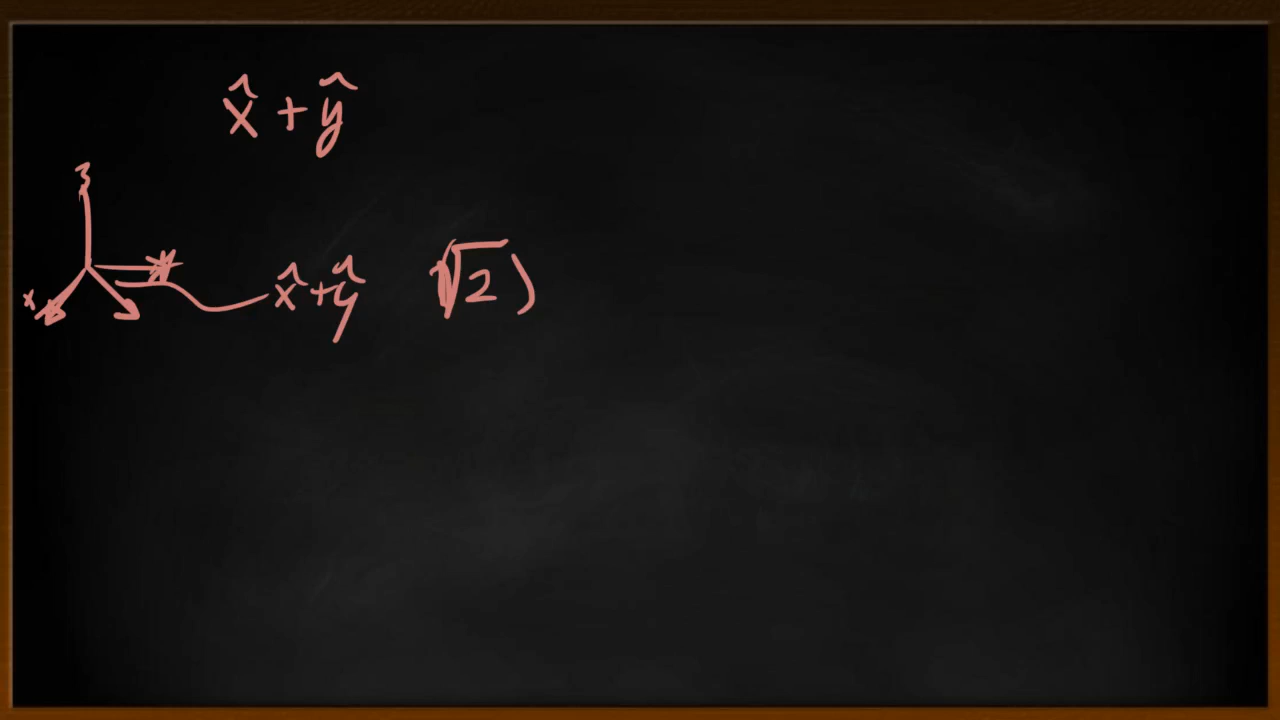 x̂ + ŷ
z
x̂+ŷ (√2)
x